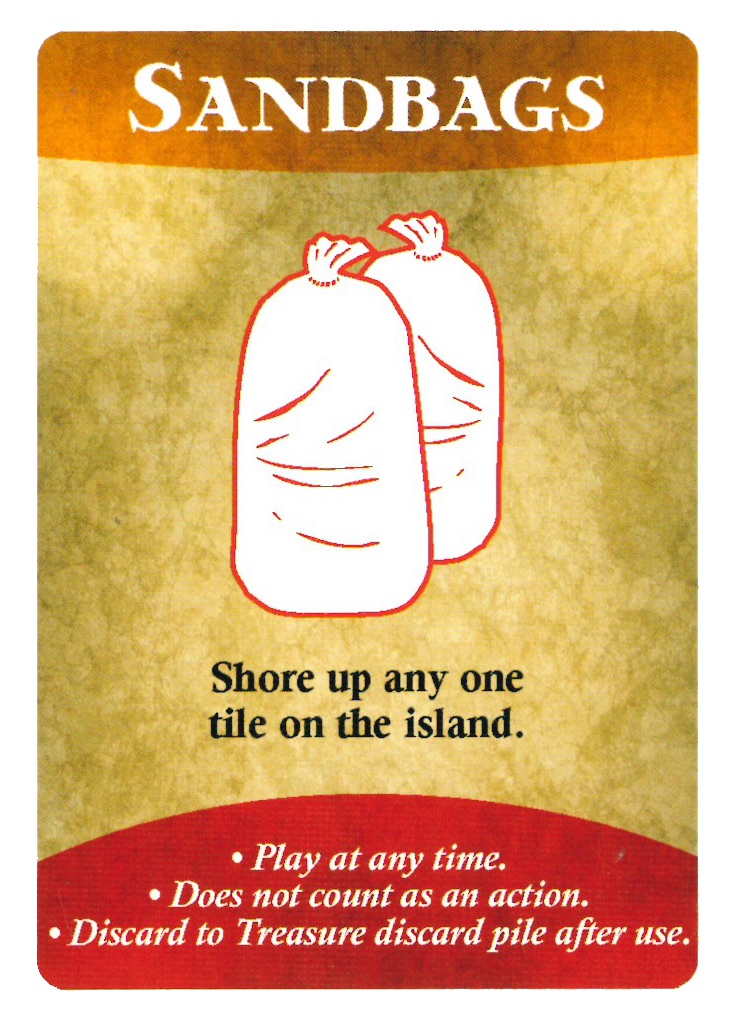 SANDBAGS
Shore up any one
tile on the island.
• Play at any time.
• Does not count as an action.
• Discard to Treasure discard pile after use.